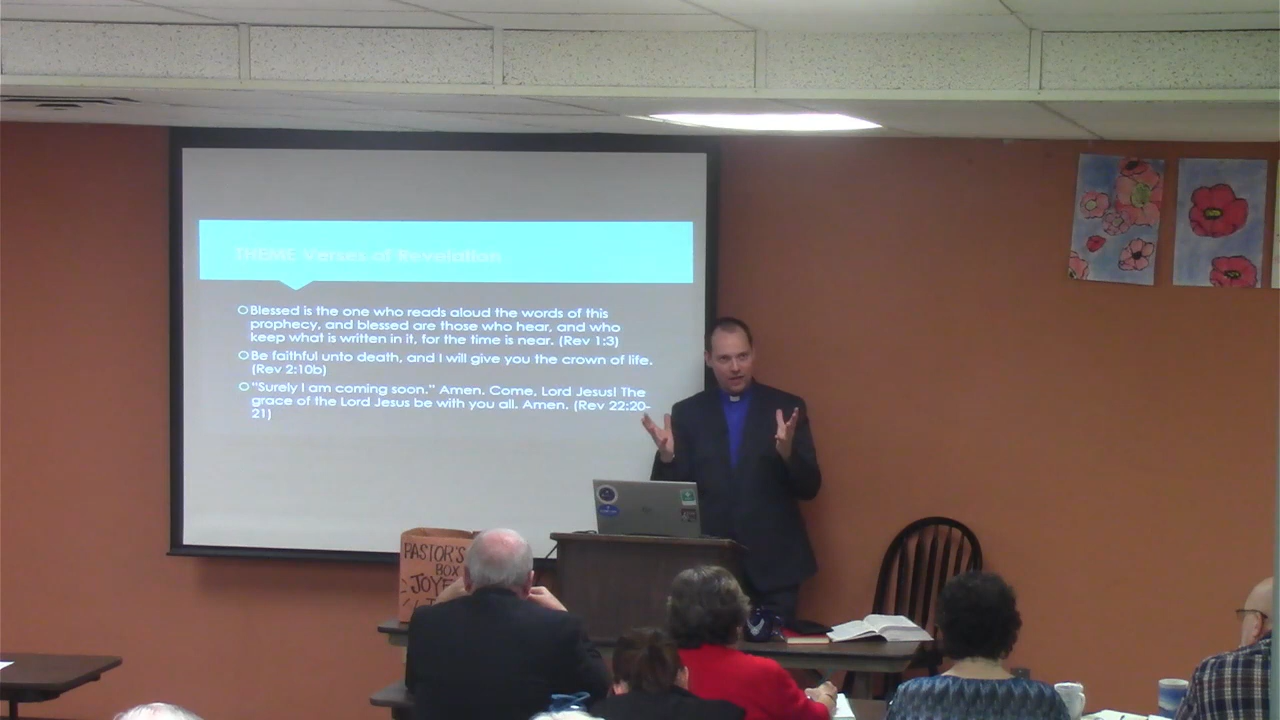 THEME Verses of Revelation
Blessed is the one who reads aloud the words of this
prophecy, and blessed are those who hear, and who
keep what is written in it, for the time is near. (Rev 1:3)
Be faithful unto death, and I will give you the crown of life.
(Rev 2:10b)
"Surely I am coming soon." Amen. Come, Lord Jesus! The
grace of the Lord Jesus be with you all. Amen. (Rev 22:20-
21)
PASTOR'S
BOX